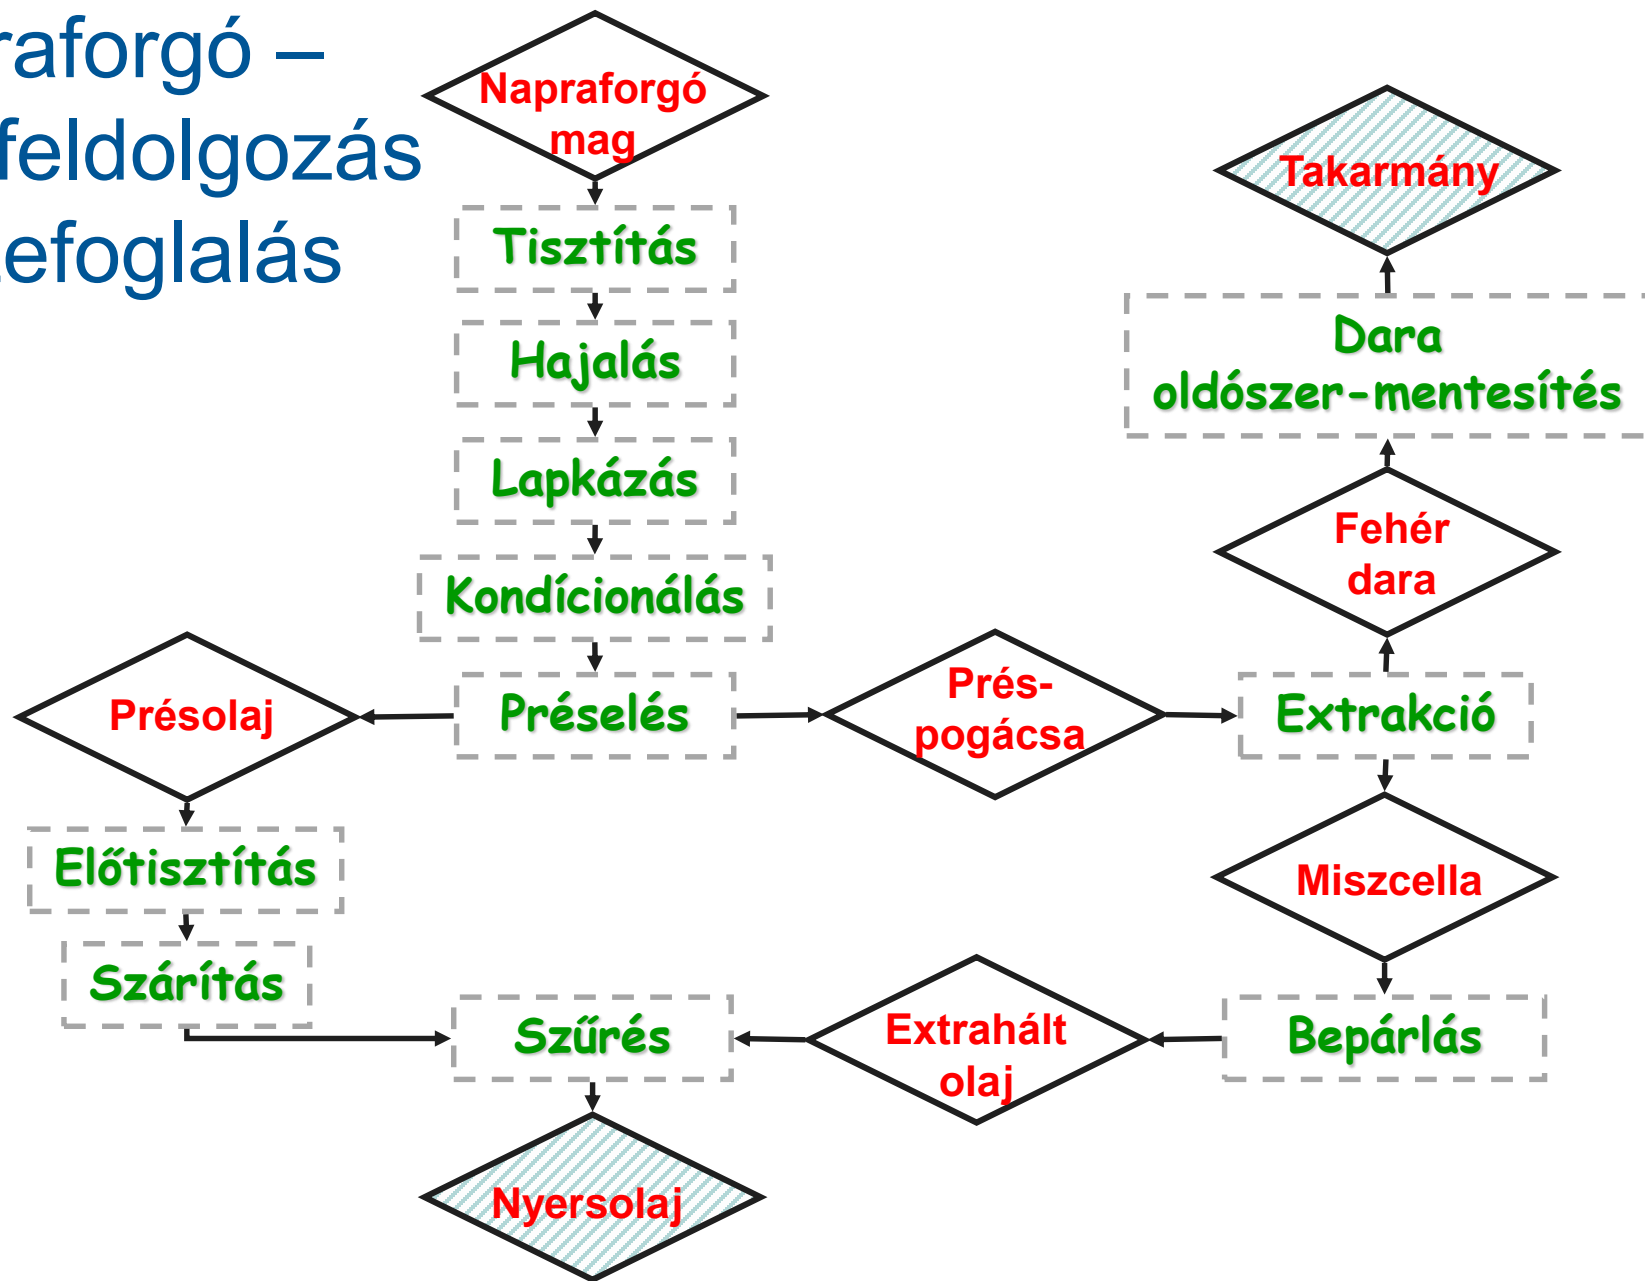 raforgó –
feldolgozás
efoglalás
Napraforgó
mag
Tisztítás
Hajalás
Lapkázás
Kondícionálás
Préselés
Présolaj
Előtisztítás
Szárítás
Szűrés
Nyersolaj
Prés-
pogácsa
Extrakció
Fehér
dara
Dara
oldószer-mentesítés
Takarmány
Miszcella
Bepárlás
Extrahált
olaj